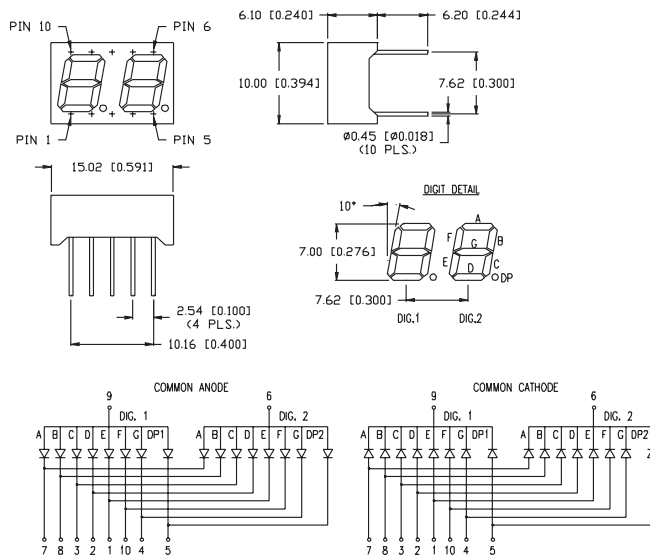 6.10 [0.240]
6.20 [0.244]
PIN 10
PIN 6
10.00 [0.394]
7.62 [0.300]
PIN 1
PIN 5
Ø0.45 [Ø0.018]
(10 PLS.)
15.02 [0.591]
DIGIT DETAIL
10°
A
F
B
G
7.00 [0.276]
E
C
D
DP
2.54 [0.100]
(4 PLS.)
7.62 [0.300]
10.16 [0.400]
DIG.1
DIG.2
COMMON ANODE
9
6
DIG. 1
DIG. 2
A B C D E F G DP1
A B C D E F G DP2
7 8 3 2 1 10 4 5
COMMON CATHODE
9
6
DIG. 1
DIG. 2
A B C D E F G DP1
A B C D E F G DP2
7 8 3 2 1 10 4 5